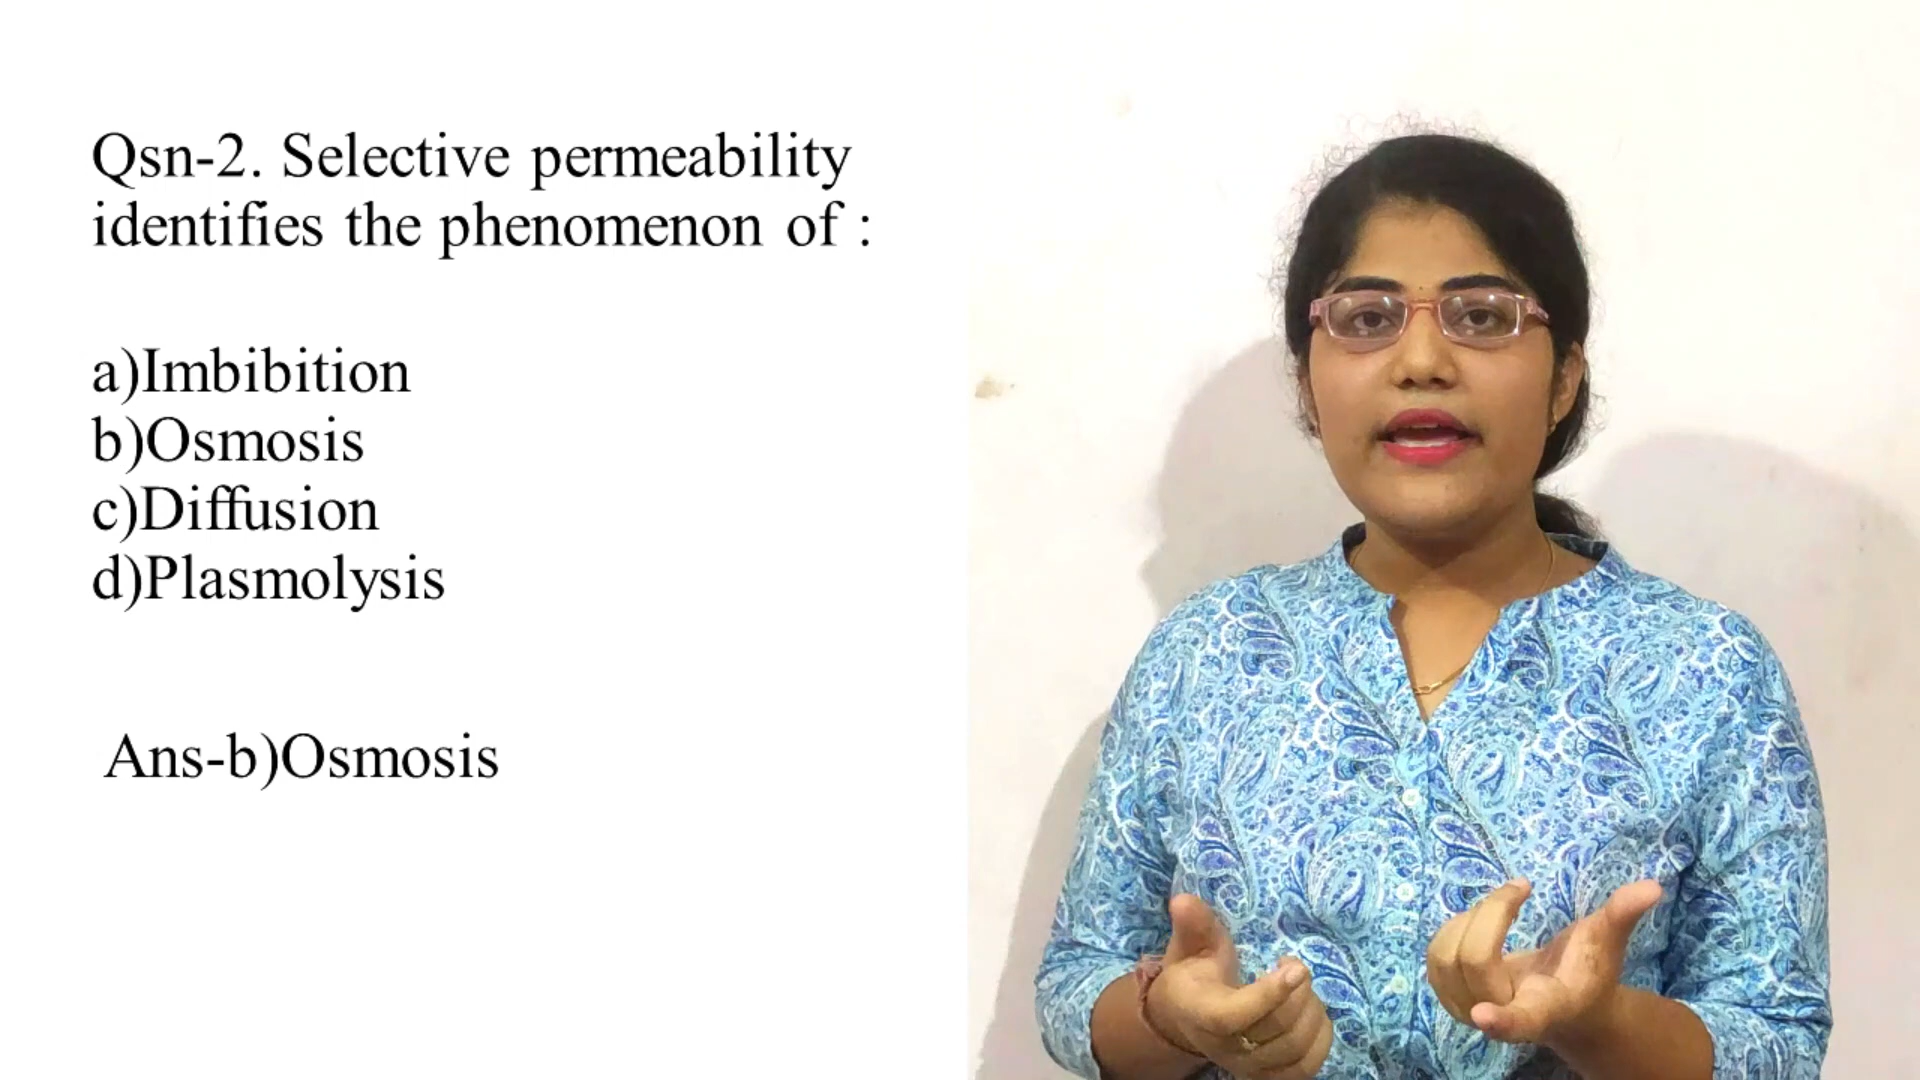 Qsn-2. Selective permeability
identifies the phenomenon of :
a)Imbibition
b)Osmosis
c)Diffusion
d)Plasmolysis
Ans-b)Osmosis